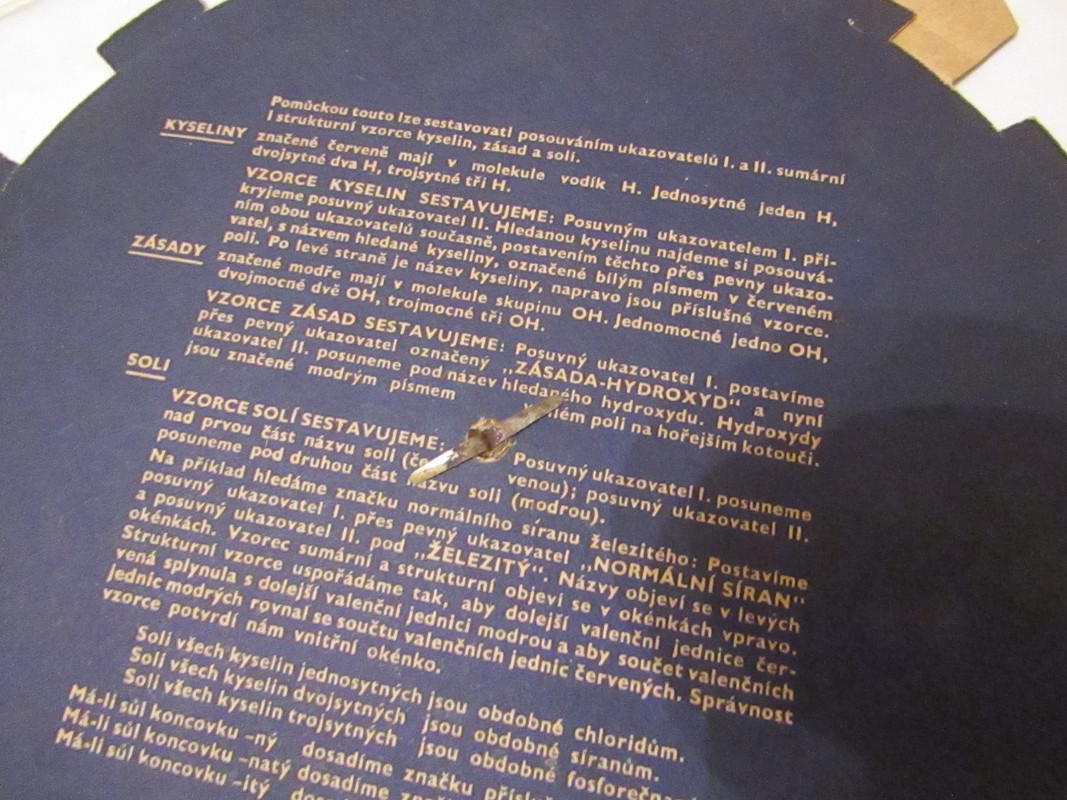 Pomůckou touto lze sestavovati posouváním ukazovatelů I. a II. sumární
I strukturní vzorce kyselin, zásad a solí.
KYSELINY značené červeně mají v molekule vodík H. Jednosytné jeden H,
dvojsytné dva H, trojsytné tři H.
VZORCE KYSELIN SESTAVUJEME: Posuvným ukazovatelem I. při-
kryjeme posuvný ukazovatel II. Hledanou kyselinu najdeme si posouvá-
ním obou ukazovatelů současně, postavením těchto přes pevny ukazo-
vatel, s názvem hledané kyseliny, označené bílým písmem v červeném
poli. Po levé straně je název kyseliny, napravo jsou příslušné vzorce.
ZÁSADY značené modře mají v molekule skupinu OH. Jednomocné jedno OH,
dvojmocné dvě OH, trojmocné tři OH.
VZORCE ZÁSAD SESTAVUJEME: Posuvný ukazovatel I. postavíme
přes pevný ukazovatel označený „ZÁSADA-HYDROXYD" a nyní
ukazovatel II. posuneme pod název hledaného hydroxydu. Hydroxydy
jsou značené modrým písmem poli na hořejším kotouči.
SOLI
VZORCE SOLÍ SESTAVUJEME: Posuvný ukazovatel I. posuneme
nad prvou část názvu soli venou); posuvný ukazovatel II.
posuneme pod druhou část názvu soli (modrou).
Na příklad hledáme značku normálního síranu železitého: Postavíme
posuvný ukazovatel I. přes pevný ukazovatel „NORMÁLNÍ SÍRAN"
a posuvný ukazovatel II. pod „ŽELEZITÝ". Názvy objeví se v levých
okénkách. Vzorec sumární a strukturní objeví se v okénkách vpravo.
Strukturní vzorce uspořádáme tak, aby dolejší valenční jednice čer-
vená splynula s dolejší valenční jednicí modrou a aby součet valenčních
jednic modrých rovnal se součtu valenčních jednic červených. Správnost
vzorce potvrdí nám vnitřní okénko.
Soli všech kyselin jednosytných jsou obdobné chloridům.
Soli všech kyselin dvojsytných jsou obdobné síranům.
Soli všech kyselin trojsytných jsou obdobné
Má-li sůl koncovku –ný dosadíme značku
Má-li sůl koncovku –natý dosadíme
Má-li sůl koncovku –itý